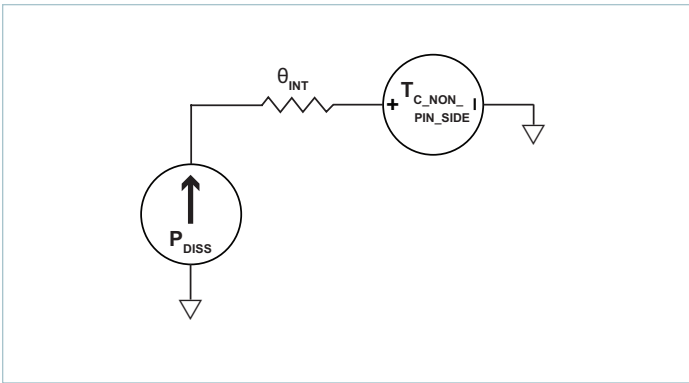 θINT
+ TC_NON_ I
PIN_SIDE
PDISS